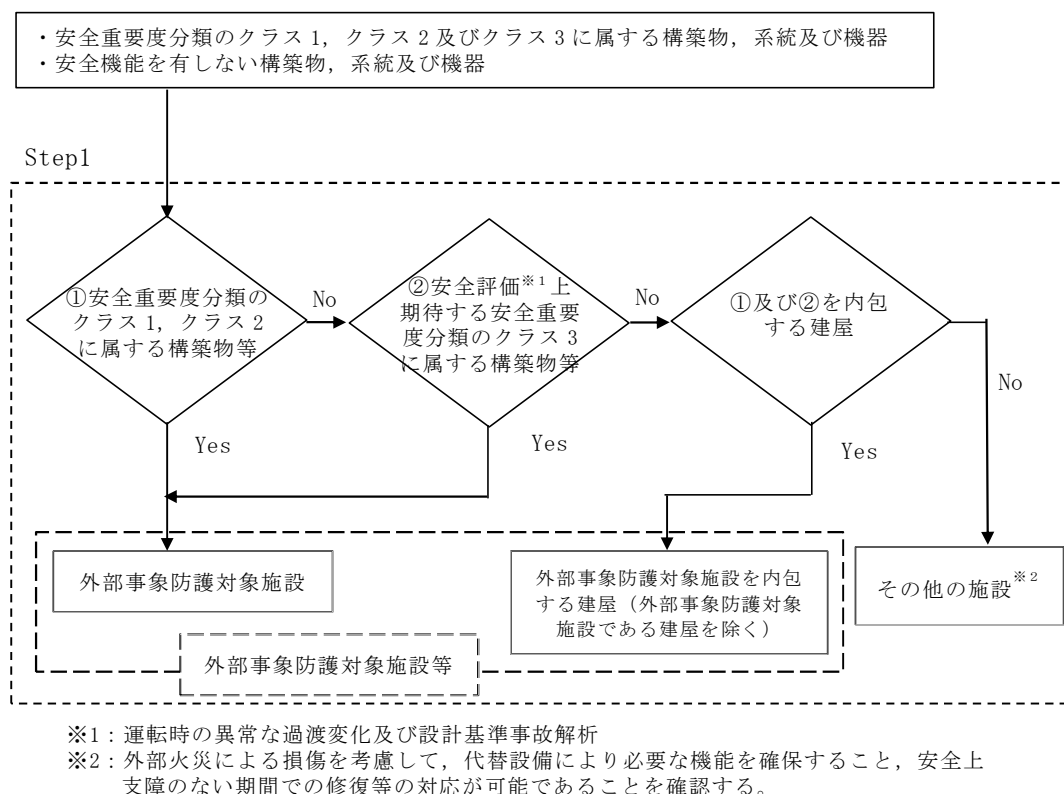 ・安全重要度分類のクラス1，クラス2及びクラス3に属する構築物，系統及び機器
・安全機能を有しない構築物，系統及び機器
Step1
①安全重要度分類の
クラス1，クラス2
に属する構築物等
No
②安全評価※1上
期待する安全重要
度分類のクラス3
に属する構築物等
No
①及び②を内包
する建屋
No
Yes
Yes
Yes
外部事象防護対象施設
外部事象防護対象施設を内包
する建屋（外部事象防護対象
施設である建屋を除く）
その他の施設※2
外部事象防護対象施設等
※1：運転時の異常な過渡変化及び設計基準事故解析
※2：外部火災による損傷を考慮して，代替設備により必要な機能を確保すること，安全上
支障のない期間での修復等の対応が可能であることを確認する。